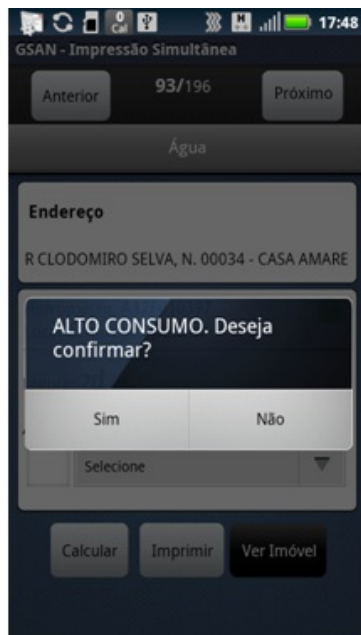 17:48
GSAN - Impressão Simultânea
Anterior
93/196
Próximo
Água
Endereço
R CLODOMIRO SELVA, N. 00034 - CASA AMARE
ALTO CONSUMO. Deseja
confirmar?
Sim
Não
Selecione
Calcular
Imprimir
Ver Imóvel